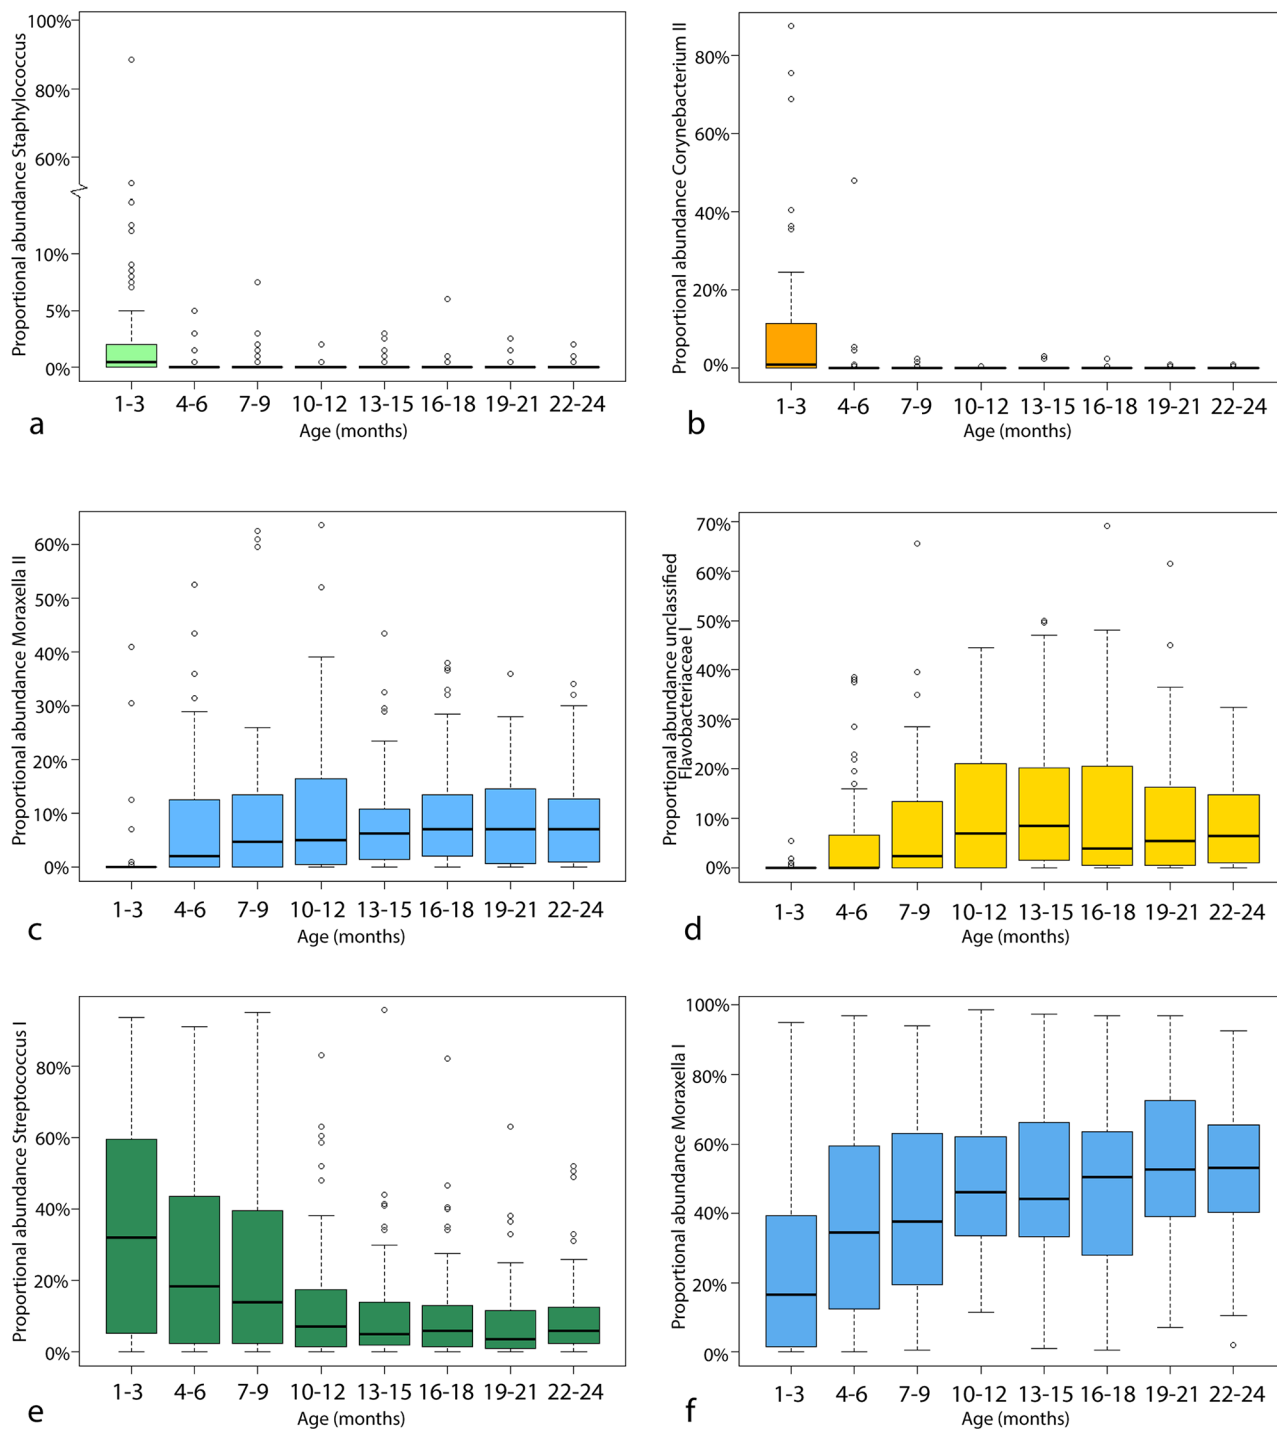 Proportional abundance Staphylococcus
100%
80%
60%
10%
5%
0%
1-3 4-6 7-9 10-12 13-15 16-18 19-21 22-24
Age (months)
a
Proportional abundance Corynebacterium II
80%
60%
40%
20%
0%
1-3 4-6 7-9 10-12 13-15 16-18 19-21 22-24
Age (months)
b
Proportional abundance Moraxella II
60%
50%
40%
30%
20%
10%
0%
1-3 4-6 7-9 10-12 13-15 16-18 19-21 22-24
Age (months)
c
Proportional abundance unclassified
Flavobacteriaceae I
70%
60%
50%
40%
30%
20%
10%
0%
1-3 4-6 7-9 10-12 13-15 16-18 19-21 22-24
Age (months)
d
Proportional abundance Streptococcus I
80%
60%
40%
20%
0%
1-3 4-6 7-9 10-12 13-15 16-18 19-21 22-24
Age (months)
e
Proportional abundance Moraxella I
100%
80%
60%
40%
20%
0%
1-3 4-6 7-9 10-12 13-15 16-18 19-21 22-24
Age (months)
f